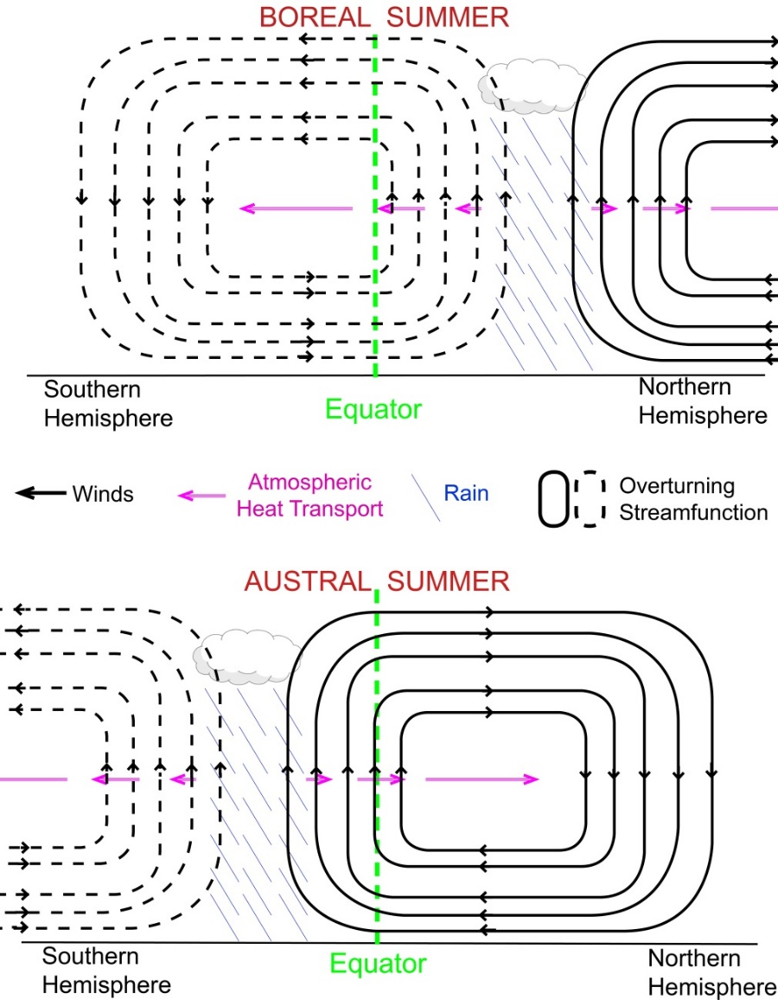 BOREAL SUMMER
Southern
Hemisphere
Equator
Northern
Hemisphere
Winds
Atmospheric
Heat Transport
Rain
Overturning
Streamfunction
AUSTRAL SUMMER
Southern
Hemisphere
Equator
Northern
Hemisphere